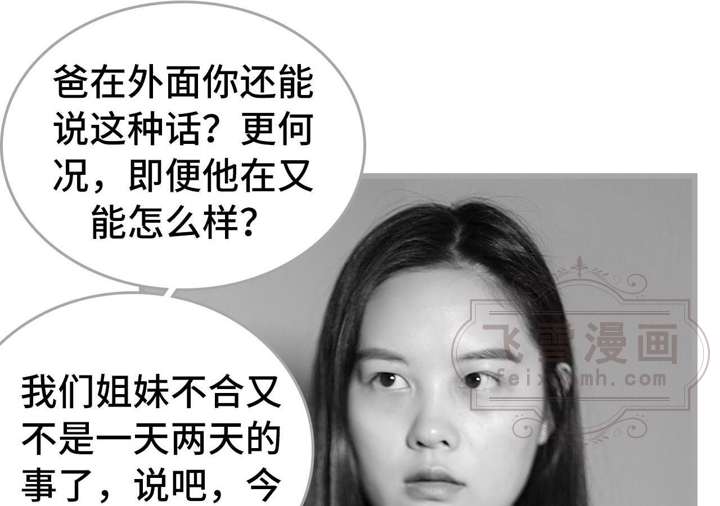 爸在外面你还能
说这种话？更何
况，即便他在又
能怎么样？
我们姐妹不合又
不是一天两天的
事了，说吧，今
飞雪漫画